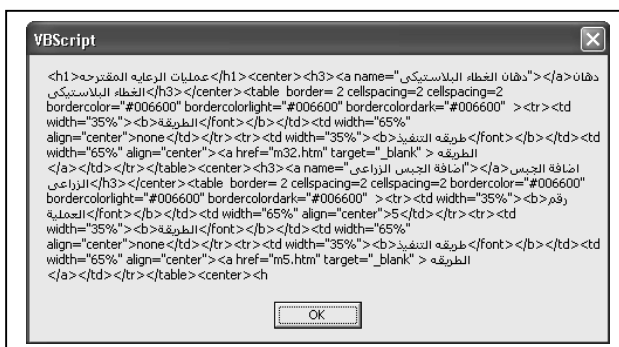 VBScript
<h1>عمليات الرعايه المقترحه</h1><center><h3><a name="دهان الغطاء البلاستيكى"></a>دهان
الغطاء البلاستيكى</h3></center><table  border= 2 cellspacing=2 cellspacing=2
bordercolor="#006600" bordercolorlight="#006600" bordercolordark="#006600"  ><tr><td
width="35%"><b>الطريقة</font></b></td><td width="65%"
align="center">none</td></tr><tr><td width="35%"><b>طريقه التنفيذ</font></b></td><td
width="65%" align="center"><a href="m32.htm" target="_blank" > الطريقه
</a></td></tr></table><center><h3><a name="اضافة الجبس الزراعى"></a>اضافة الجبس
الزراعى</h3></center><table  border= 2 cellspacing=2 cellspacing=2 bordercolor="#006600"
bordercolorlight="#006600" bordercolordark="#006600"  ><tr><td width="35%"><b>رقم
العملية</font></b></td><td width="65%" align="center">5</td></tr><tr><td
width="35%"><b>الطريقة</font></b></td><td width="65%"
align="center">none</td></tr><tr><td width="35%"><b>طريقه التنفيذ</font></b></td><td
width="65%" align="center"><a href="m5.htm" target="_blank" > الطريقه
</a></td></tr></table><center><h
OK